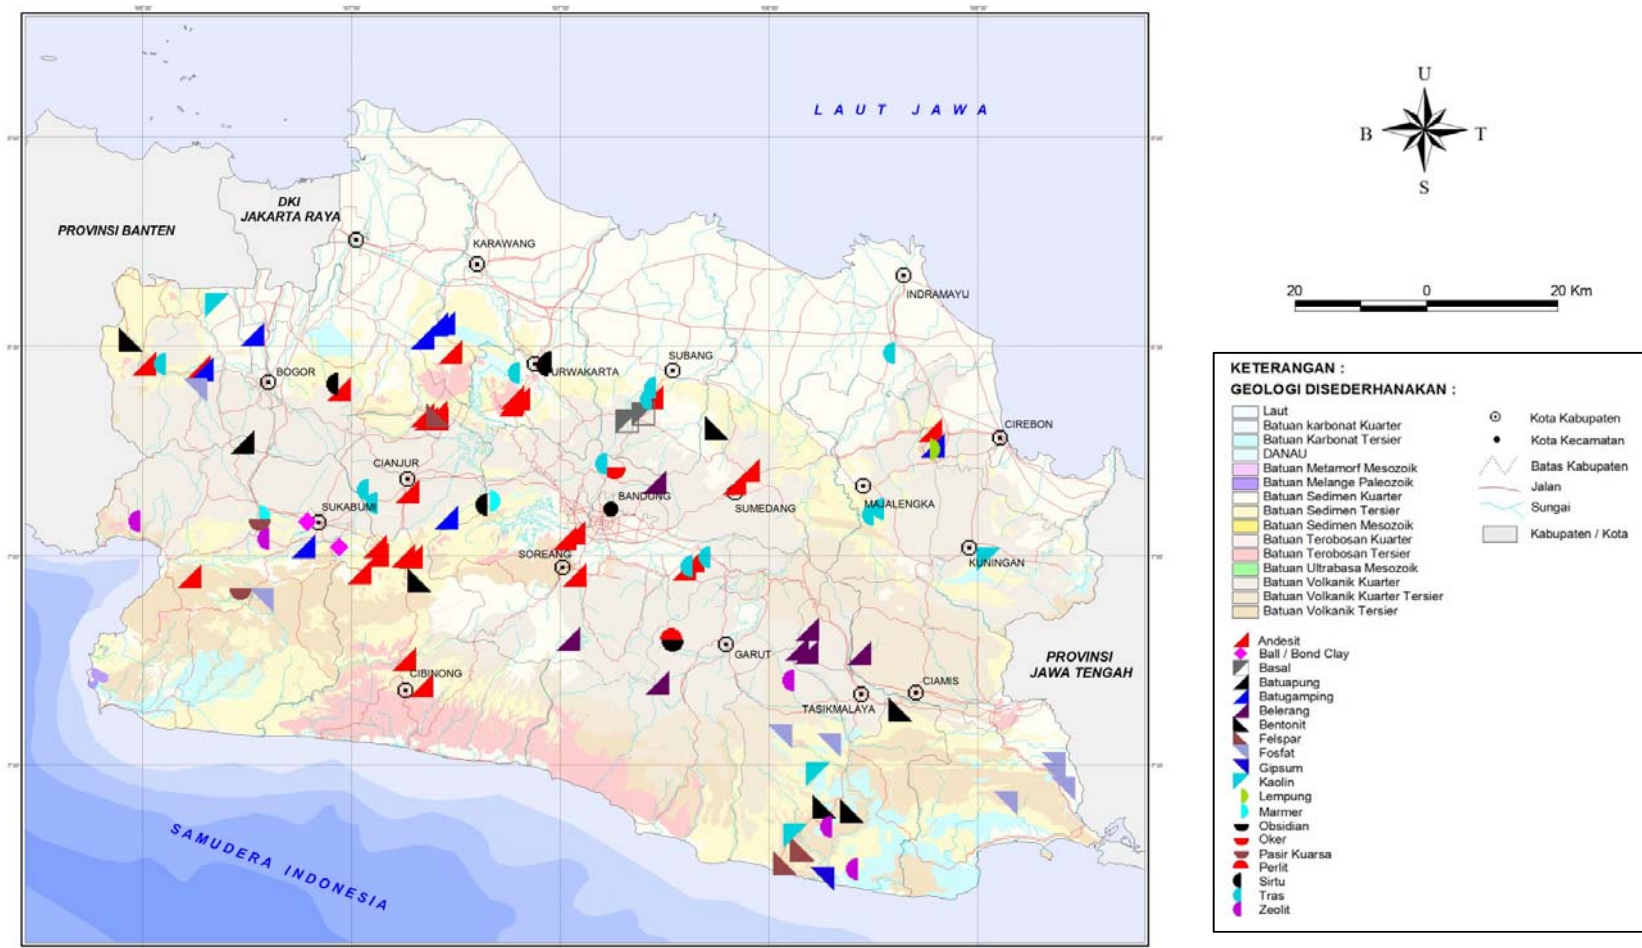 LAUT JAWA
DKI
JAKARTA RAYA
PROVINSI BANTEN
KARAWANG
INDRAMAYU
SUBANG
URWAKARTA
BOGOR
CIREBON
CIANJUR
BANDUNG
SUMEDANG
MAJALENGKA
SUKABUMI
SOREANG
KUNINGAN
GARUT
PROVINSI
JAWA TENGAH
CIBINONG
CIAMIS
TASIKMALAYA
SAMUDERA INDONESIA
U
B T
S
20 0 20 Km
KETERANGAN :
GEOLOGI DISEDERHANAKAN :
Laut
Batuan karbonat Kuarter
Batuan Karbonat Tersier
DANAU
Batuan Metamorf Mesozoik
Batuan Melange Paleozoik
Batuan Sedimen Kuarter
Batuan Sedimen Tersier
Batuan Sedimen Mesozoik
Batuan Terobosan Kuarter
Batuan Terobosan Tersier
Batuan Ultrabasa Mesozoik
Batuan Volkanik Kuarter
Batuan Volkanik Kuarter Tersier
Batuan Volkanik Tersier
Kota Kabupaten
Kota Kecamatan
Batas Kabupaten
Jalan
Sungai
Kabupaten / Kota
Andesit
Ball / Bond Clay
Basal
Batuapung
Batugamping
Belerang
Bentonit
Felspar
Fosfat
Gipsum
Kaolin
Lempung
Marmer
Obsidian
Oker
Pasir Kuarsa
Perlit
Sirtu
Tras
Zeolit